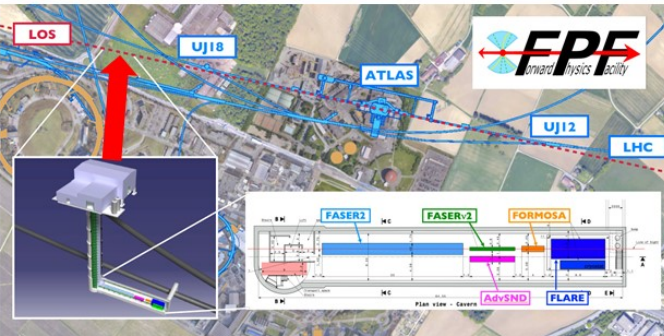 LOS
UJ18
ATLAS
FPF
Forward Physics Facility
UJ12
LHC
FASER2
FASERν2
FORMOSA
B
C
D
AdvSND
FLARE
B
C
D
E
Plan view - Cavern